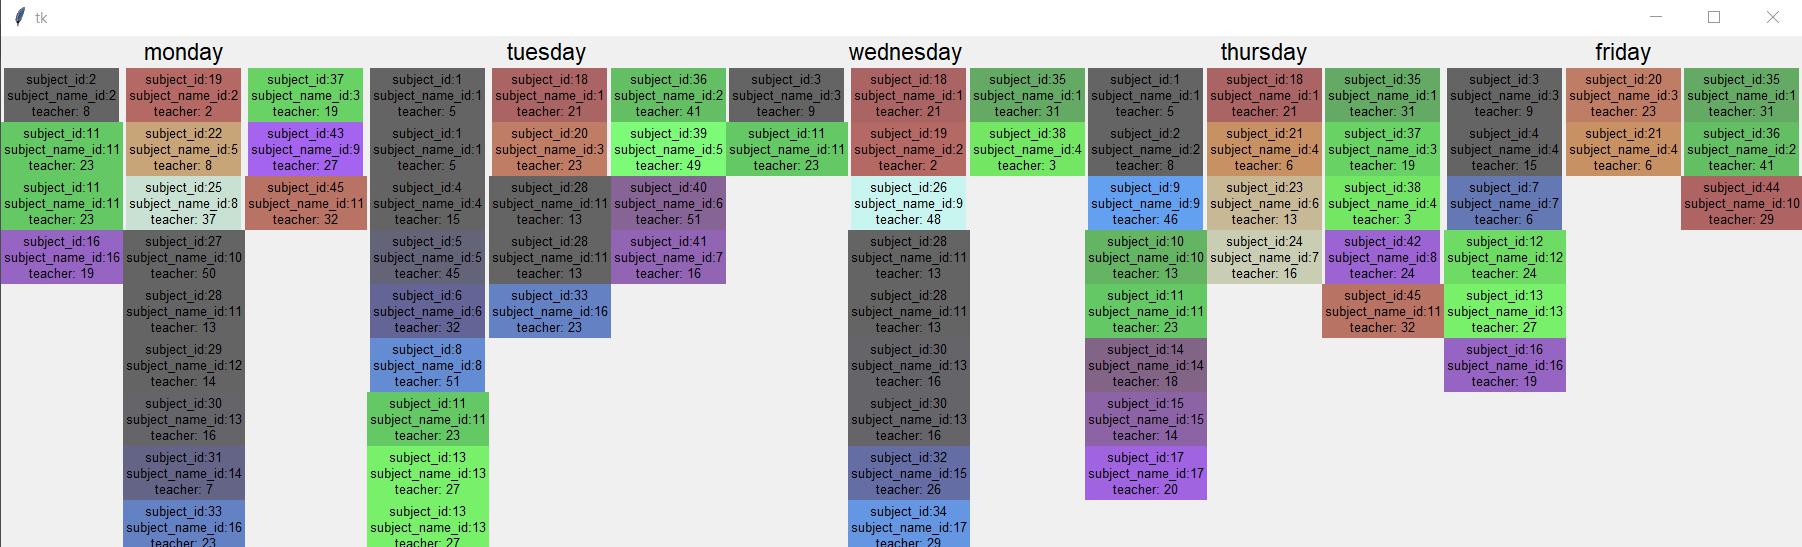 tk
monday
subject_id:2
subject_name_id:2
teacher: 8
subject_id:11
subject_name_id:11
teacher: 23
subject_id:11
subject_name_id:11
teacher: 23
subject_id:16
subject_name_id:16
teacher: 19
subject_id:19
subject_name_id:2
teacher: 2
subject_id:22
subject_name_id:5
teacher: 8
subject_id:25
subject_name_id:8
teacher: 37
subject_id:27
subject_name_id:10
teacher: 50
subject_id:28
subject_name_id:11
teacher: 13
subject_id:29
subject_name_id:12
teacher: 14
subject_id:30
subject_name_id:13
teacher: 16
subject_id:31
subject_name_id:14
teacher: 7
subject_id:33
subject_name_id:16
teacher: 23
subject_id:37
subject_name_id:3
teacher: 19
subject_id:43
subject_name_id:9
teacher: 27
subject_id:45
subject_name_id:11
teacher: 32
tuesday
subject_id:1
subject_name_id:1
teacher: 5
subject_id:1
subject_name_id:1
teacher: 5
subject_id:4
subject_name_id:4
teacher: 15
subject_id:5
subject_name_id:5
teacher: 45
subject_id:6
subject_name_id:6
teacher: 32
subject_id:8
subject_name_id:8
teacher: 51
subject_id:11
subject_name_id:11
teacher: 23
subject_id:13
subject_name_id:13
teacher: 27
subject_id:13
subject_name_id:13
teacher: 27
subject_id:18
subject_name_id:1
teacher: 21
subject_id:20
subject_name_id:3
teacher: 23
subject_id:28
subject_name_id:11
teacher: 13
subject_id:28
subject_name_id:11
teacher: 13
subject_id:33
subject_name_id:16
teacher: 23
subject_id:36
subject_name_id:2
teacher: 41
subject_id:39
subject_name_id:5
teacher: 49
subject_id:40
subject_name_id:6
teacher: 51
subject_id:41
subject_name_id:7
teacher: 16
wednesday
subject_id:3
subject_name_id:3
teacher: 9
subject_id:11
subject_name_id:11
teacher: 23
subject_id:18
subject_name_id:1
teacher: 21
subject_id:19
subject_name_id:2
teacher: 2
subject_id:26
subject_name_id:9
teacher: 48
subject_id:28
subject_name_id:11
teacher: 13
subject_id:28
subject_name_id:11
teacher: 13
subject_id:30
subject_name_id:13
teacher: 16
subject_id:30
subject_name_id:13
teacher: 16
subject_id:32
subject_name_id:15
teacher: 26
subject_id:34
subject_name_id:17
teacher: 29
subject_id:35
subject_name_id:1
teacher: 31
subject_id:38
subject_name_id:4
teacher: 3
thursday
subject_id:1
subject_name_id:1
teacher: 5
subject_id:2
subject_name_id:2
teacher: 8
subject_id:9
subject_name_id:9
teacher: 46
subject_id:10
subject_name_id:10
teacher: 13
subject_id:11
subject_name_id:11
teacher: 23
subject_id:14
subject_name_id:14
teacher: 18
subject_id:15
subject_name_id:15
teacher: 14
subject_id:17
subject_name_id:17
teacher: 20
subject_id:18
subject_name_id:1
teacher: 21
subject_id:21
subject_name_id:4
teacher: 6
subject_id:23
subject_name_id:6
teacher: 13
subject_id:24
subject_name_id:7
teacher: 16
subject_id:35
subject_name_id:1
teacher: 31
subject_id:37
subject_name_id:3
teacher: 19
subject_id:38
subject_name_id:4
teacher: 3
subject_id:42
subject_name_id:8
teacher: 24
subject_id:45
subject_name_id:11
teacher: 32
friday
subject_id:3
subject_name_id:3
teacher: 9
subject_id:4
subject_name_id:4
teacher: 15
subject_id:7
subject_name_id:7
teacher: 6
subject_id:12
subject_name_id:12
teacher: 24
subject_id:13
subject_name_id:13
teacher: 27
subject_id:16
subject_name_id:16
teacher: 19
subject_id:20
subject_name_id:3
teacher: 23
subject_id:21
subject_name_id:4
teacher: 6
subject_id:35
subject_name_id:1
teacher: 31
subject_id:36
subject_name_id:2
teacher: 41
subject_id:44
subject_name_id:10
teacher: 29